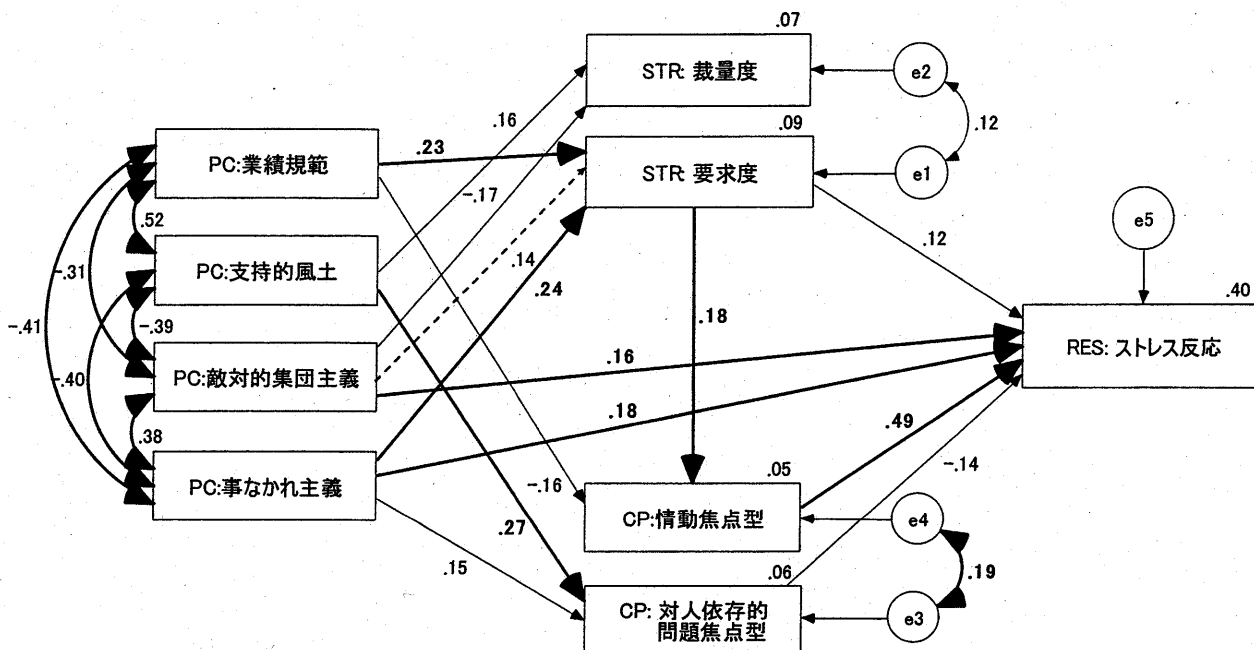 .07
STR: 裁量度
e2
.12
.16
.09
PC:業績規範
.23
STR: 要求度
e1
-.17
.52
e5
.12
PC:支持的風土
.14
-.31
.24
.40
-.41
-.39
.18
RES: ストレス反応
PC:敵対的集団主義
.16
-.40
.18
.38
.49
PC:事なかれ主義
-.16
.05
-.14
CP:情動焦点型
e4
.27
.15
.06
.19
CP: 対人依存的
問題焦点型
e3